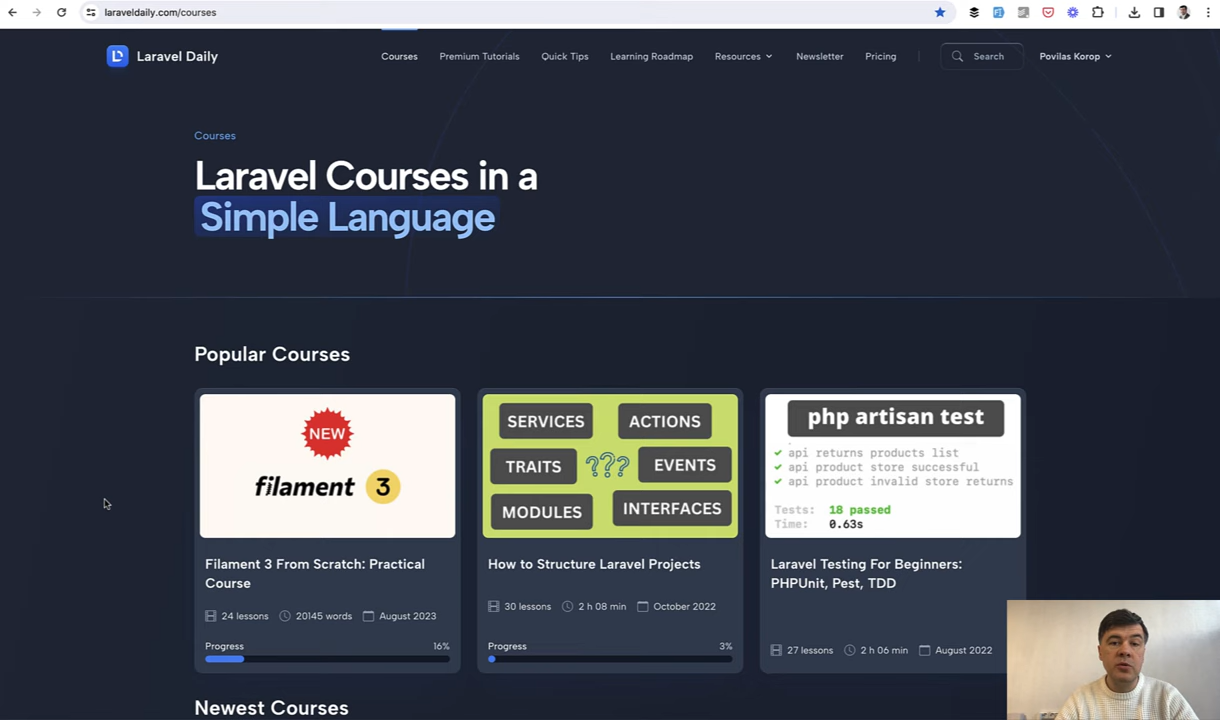 laraveldaily.com/courses
Laravel Daily
Courses
Premium Tutorials
Quick Tips
Learning Roadmap
Resources
Newsletter
Pricing
Search
Povilas Korop
Courses
Laravel Courses in a
Simple Language
Popular Courses
NEW
filament 3
SERVICES
ACTIONS
TRAITS
???
EVENTS
MODULES
INTERFACES
php artisan test
api returns products list
api product store successful
api product invalid store returns
Tests: 18 passed
Time: 0.63s
Filament 3 From Scratch: Practical
Course
24 lessons
20145 words
August 2023
Progress
16%
How to Structure Laravel Projects
30 lessons
2 h 08 min
October 2022
Progress
3%
Laravel Testing For Beginners:
PHPUnit, Pest, TDD
27 lessons
2 h 06 min
August 2022
Newest Courses